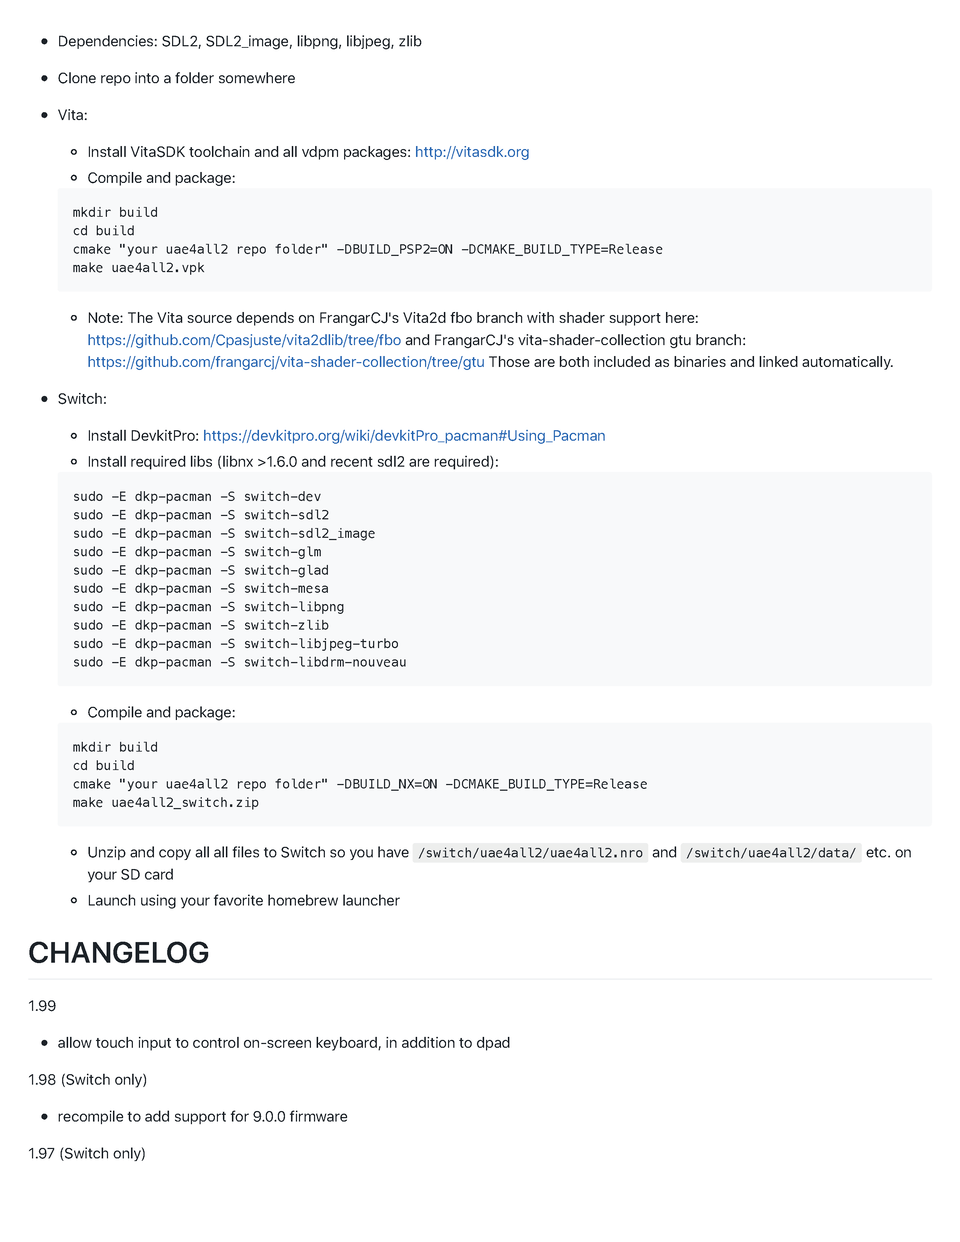 Dependencies: SDL2, SDL2_image, libpng, libjpeg, zlib
Clone repo into a folder somewhere
Vita:
Install VitaSDK toolchain and all vdpm packages: http://vitasdk.org
Compile and package:
mkdir build
cd build
cmake "your uae4all2 repo folder" -DBUILD_PSP2=ON -DCMAKE_BUILD_TYPE=Release
make uae4all2.vpk
Note: The Vita source depends on FrangarCJ's Vita2d fbo branch with shader support here:
https://github.com/Cpasjuste/vita2dlib/tree/fbo and FrangarCJ's vita-shader-collection gtu branch:
https://github.com/frangarcj/vita-shader-collection/tree/gtu Those are both included as binaries and linked automatically.
Switch:
Install DevkitPro: https://devkitpro.org/wiki/devkitPro_pacman#Using_Pacman
Install required libs (libnx >1.6.0 and recent sdl2 are required):
sudo -E dkp-pacman -S switch-dev
sudo -E dkp-pacman -S switch-sdl2
sudo -E dkp-pacman -S switch-sdl2_image
sudo -E dkp-pacman -S switch-glm
sudo -E dkp-pacman -S switch-glad
sudo -E dkp-pacman -S switch-mesa
sudo -E dkp-pacman -S switch-libpng
sudo -E dkp-pacman -S switch-zlib
sudo -E dkp-pacman -S switch-libjpeg-turbo
sudo -E dkp-pacman -S switch-libdrm-nouveau
Compile and package:
mkdir build
cd build
cmake "your uae4all2 repo folder" -DBUILD_NX=ON -DCMAKE_BUILD_TYPE=Release
make uae4all2_switch.zip
Unzip and copy all all files to Switch so you have /switch/uae4all2/uae4all2.nro and /switch/uae4all2/data/ etc. on
your SD card
Launch using your favorite homebrew launcher
CHANGELOG
1.99
allow touch input to control on-screen keyboard, in addition to dpad
1.98 (Switch only)
recompile to add support for 9.0.0 firmware
1.97 (Switch only)